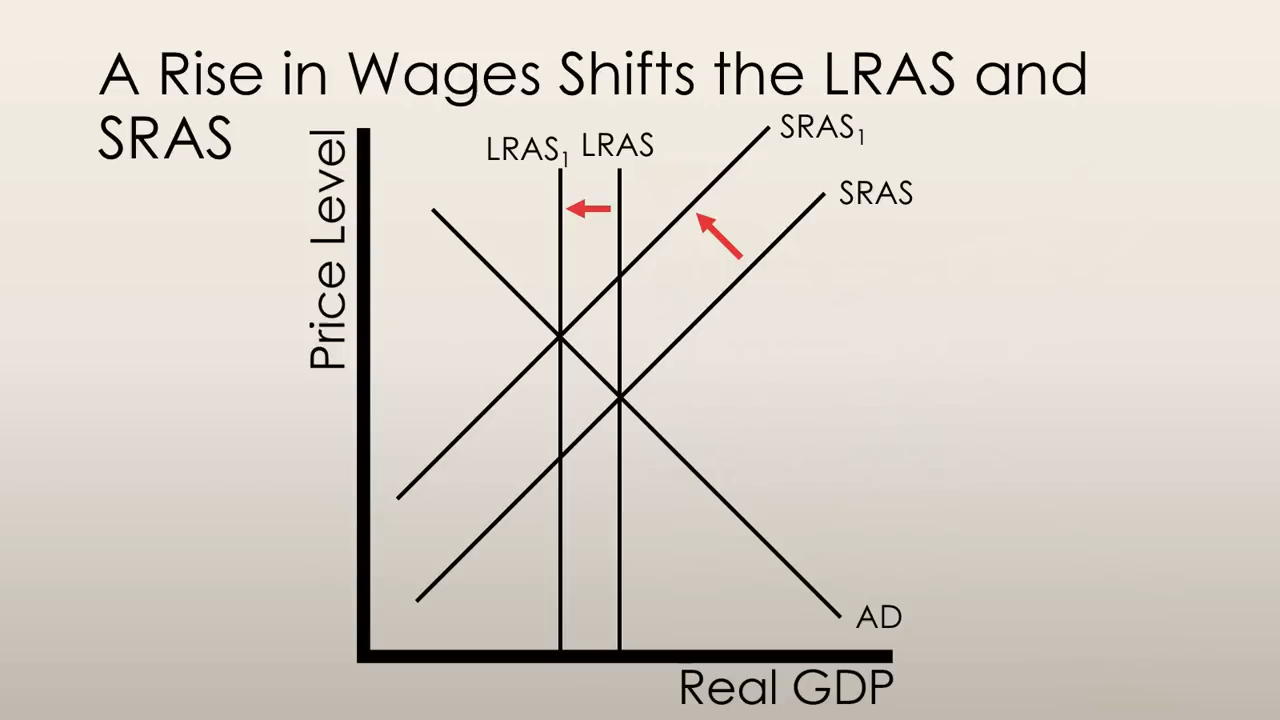 A Rise in Wages Shifts the LRAS and
SRAS
Price Level
LRAS₁
LRAS
SRAS₁
SRAS
AD
Real GDP